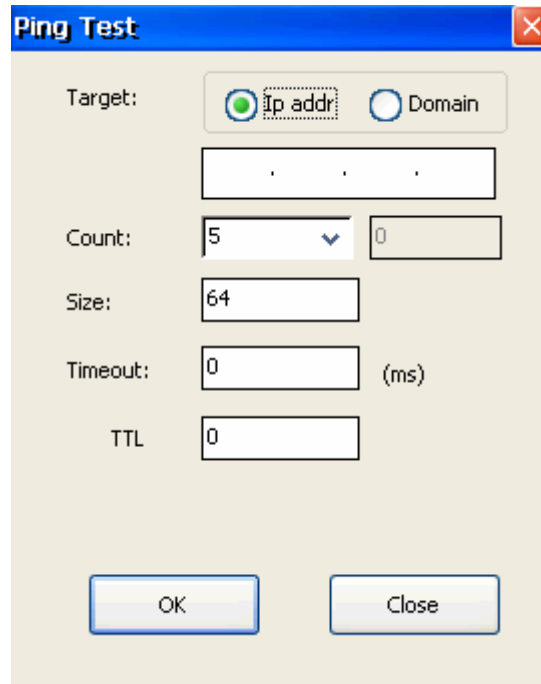 Ping Test
Target: Ip addr Domain
. . .
Count: 5 0
Size: 64
Timeout: 0 (ms)
TTL 0
OK Close